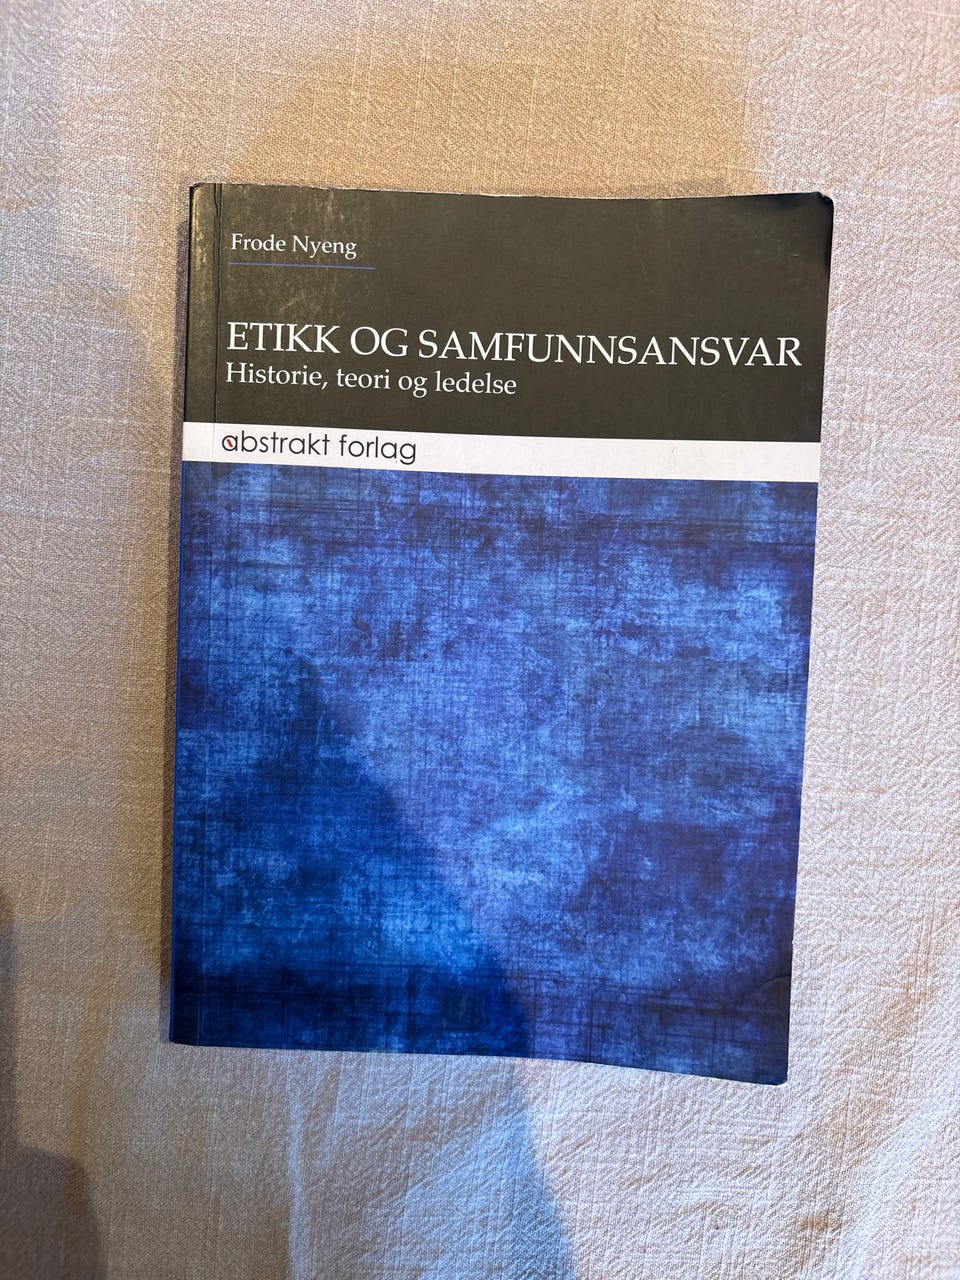 Frode Nyeng
ETIKK OG SAMFUNNSANSVAR
Historie, teori og ledelse
abstrakt forlag